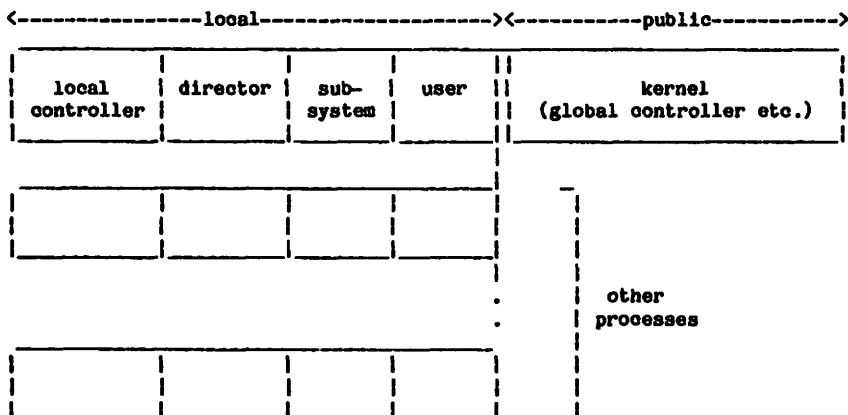 <----------------local--------------------><----------public---------->
local director sub- user kernel
controller system (global controller etc.)
other
processes